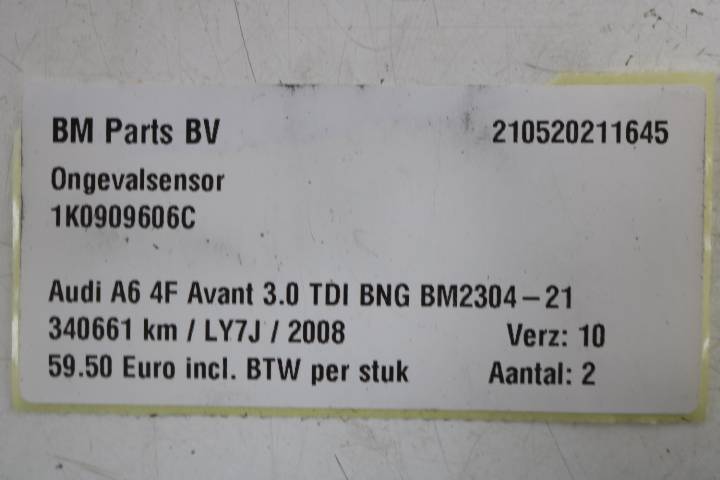 BM Parts BV 210520211645
Ongevalsensor
1K0909606C
Audi A6 4F Avant 3.0 TDI BNG BM2304-21
340661 km / LY7J / 2008 Verz: 10
59.50 Euro incl. BTW per stuk Aantal: 2